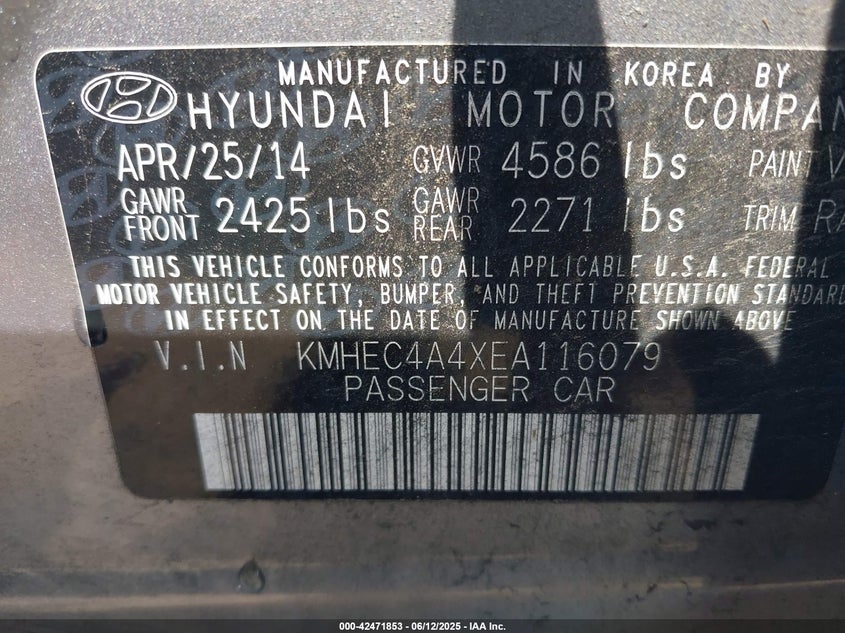 MANUFACTURED IN KOREA BY
HYUNDAI MOTOR COMPAN
APR/25/14 GVWR 4586 lbs PAINT V
GAWR FRONT 2425 lbs GAWR REAR 2271 lbs TRIM RA
THIS VEHICLE CONFORMS TO ALL APPLICABLE U.S.A. FEDERAL
MOTOR VEHICLE SAFETY, BUMPER, AND THEFT PREVENTION STANDARD
IN EFFECT ON THE DATE OF MANUFACTURE SHOWN ABOVE
V.I.N KMHEC4A4XEA116079
PASSENGER CAR
000-42471853 - 06/12/2025 - IAA Inc.